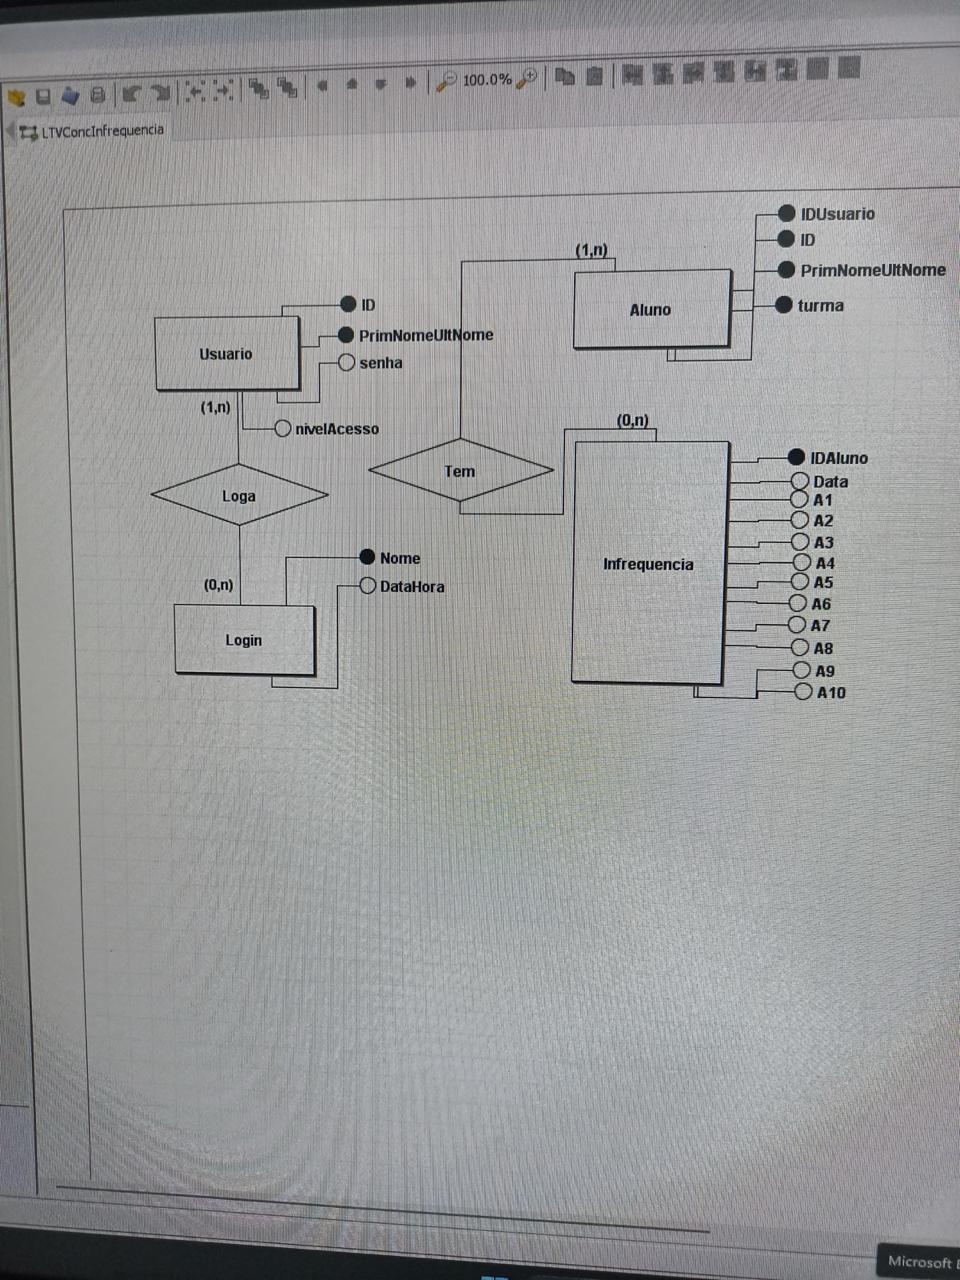 100.0%
LTVConcInfrequencia
IDUsuario
ID
PrimNomeUltNome
turma
(1,n)
Aluno
ID
PrimNomeUltNome
senha
nivelAcesso
Usuario
(1,n)
Loga
(0,n)
Login
Nome
DataHora
Tem
(0,n)
Infrequencia
IDAluno
Data
A1
A2
A3
A4
A5
A6
A7
A8
A9
A10
Microsoft